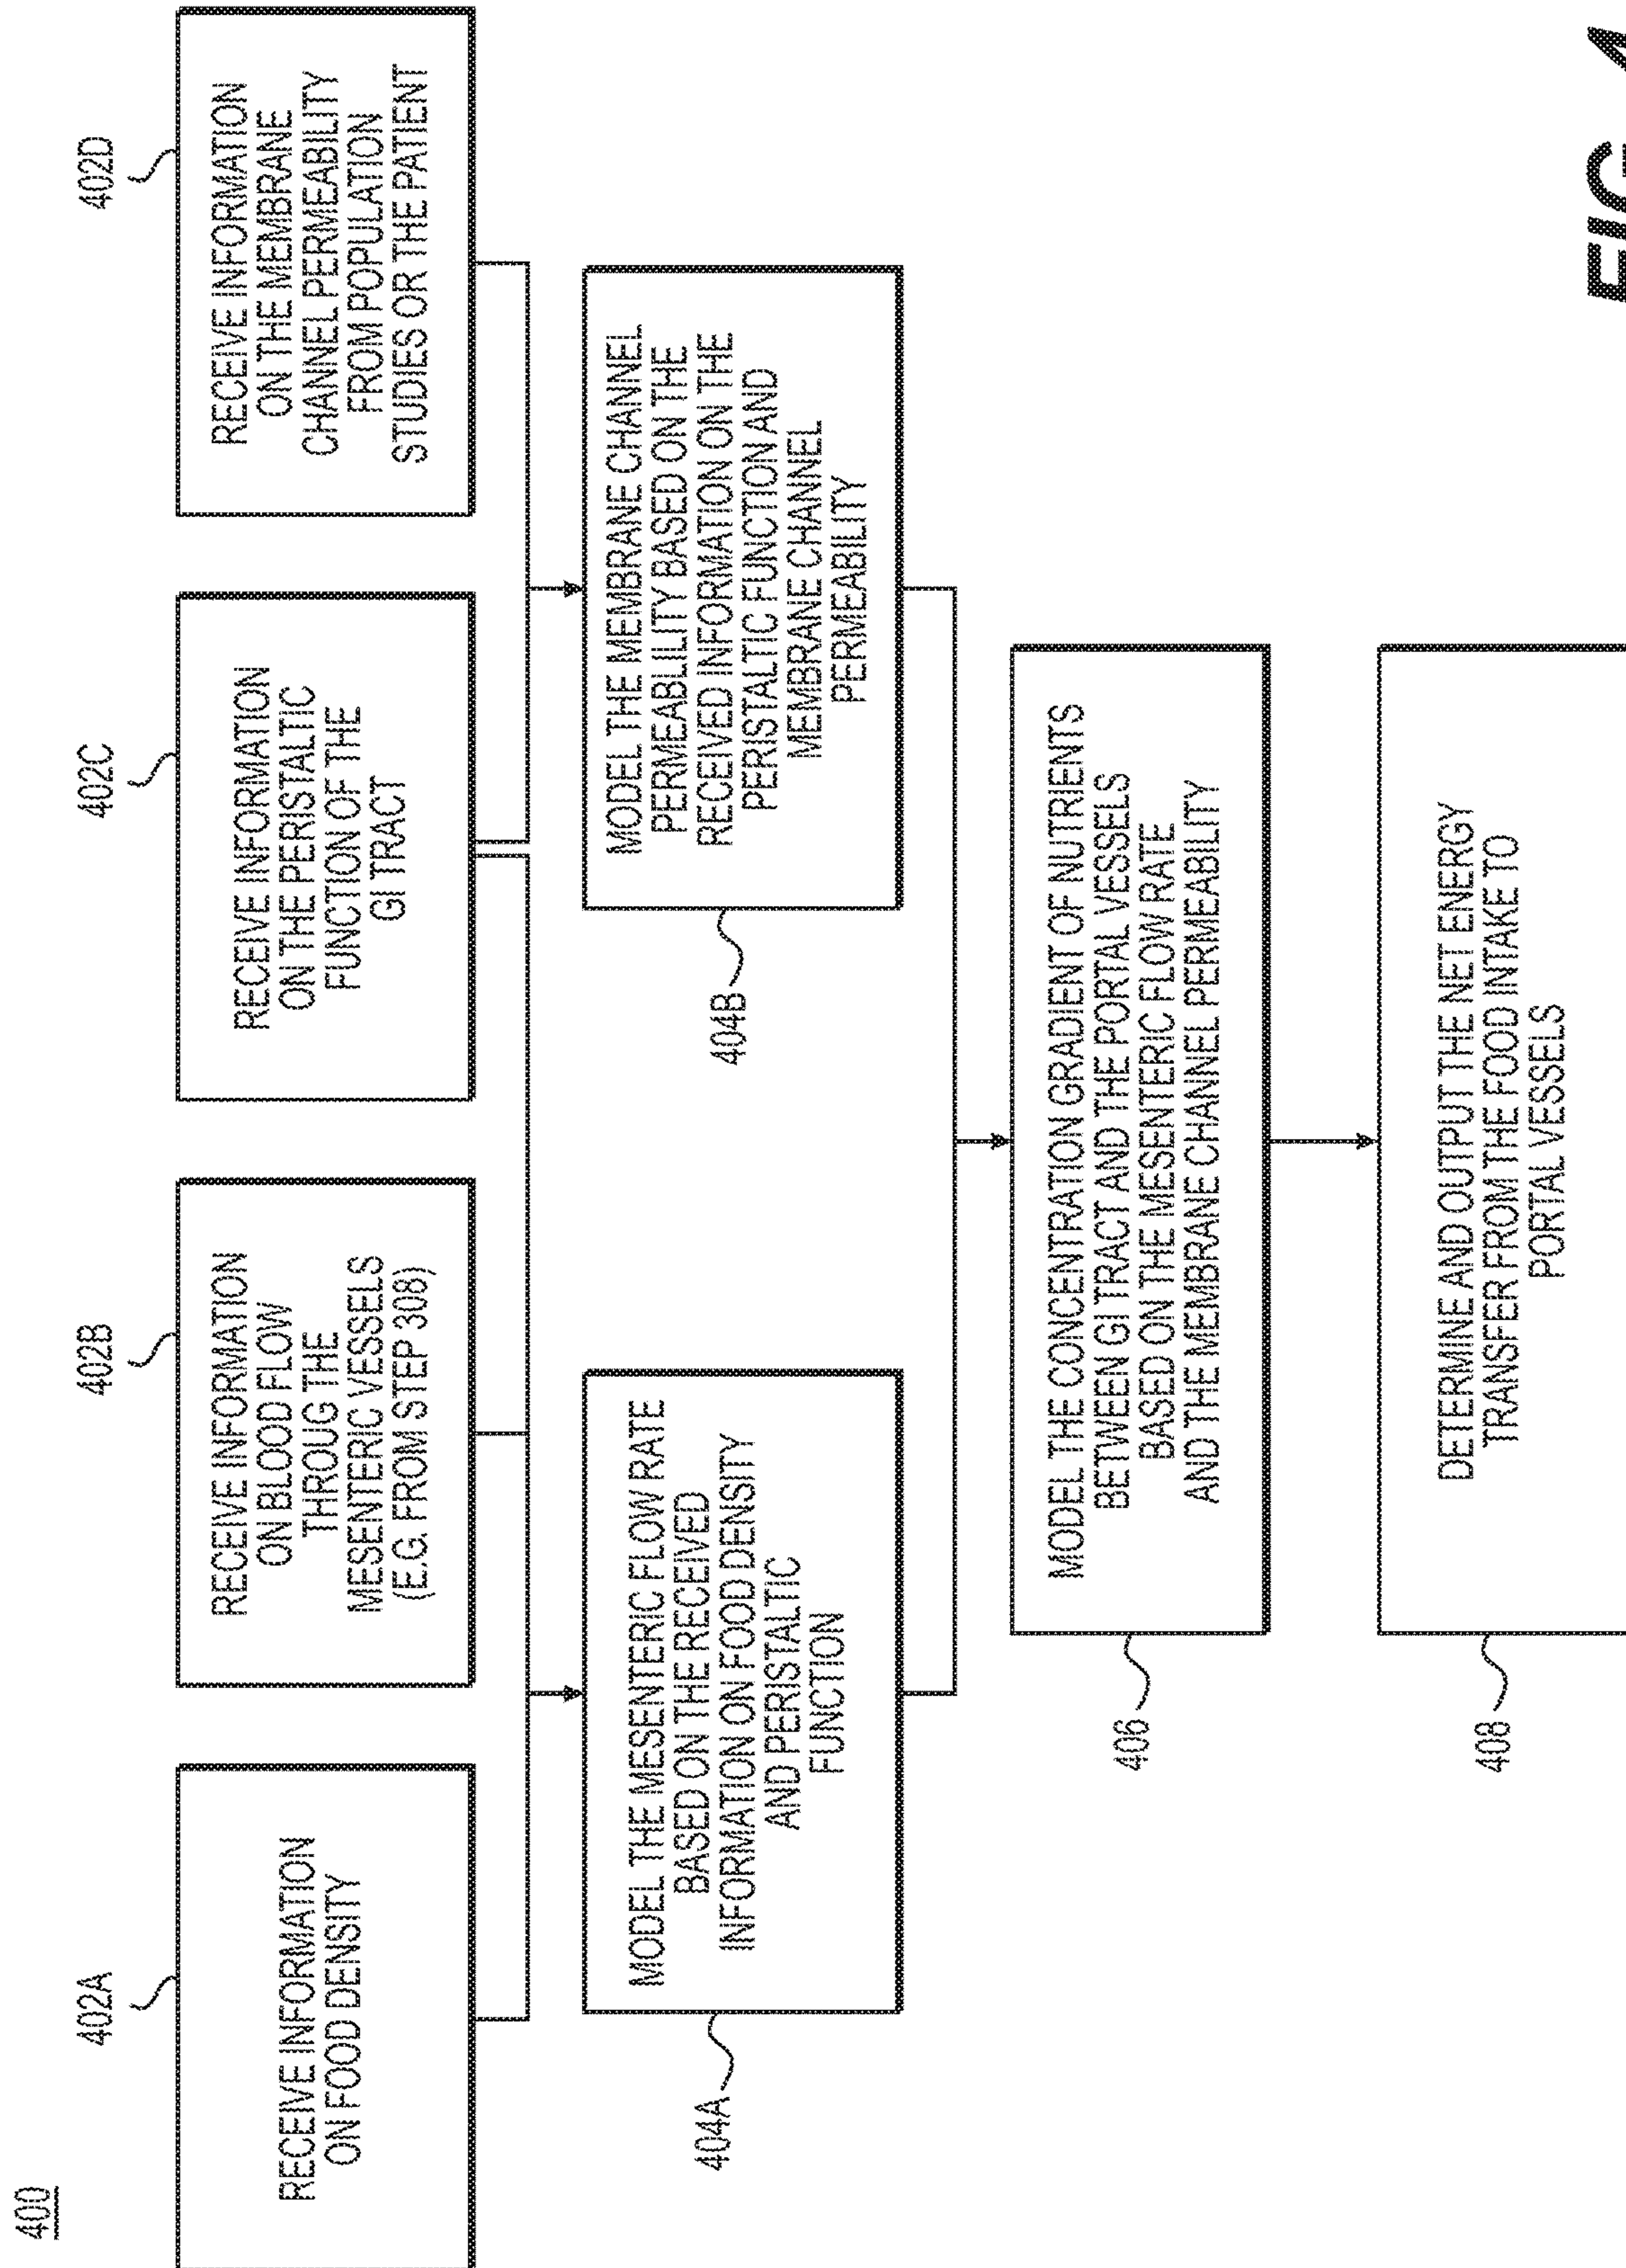 400
402A
RECEIVE INFORMATION
ON FOOD DENSITY
402B
RECEIVE INFORMATION
ON BLOOD FLOW
THROUG THE
MESENTERIC VESSELS
(E.G. FROM STEP 308)
402C
RECEIVE INFORMATION
ON THE PERISTALTIC
FUNCTION OF THE
GI TRACT
402D
RECEIVE INFORMATION
ON THE MEMBRANE
CHANNEL PERMEABILITY
FROM POPULATION
STUDIES OR THE PATIENT
404A
MODEL THE MESENTERIC FLOW RATE
BASED ON THE RECEIVED
INFORMATION ON FOOD DENSITY
AND PERISTALTIC
FUNCTION
404B
MODEL THE MEMBRANE CHANNEL
PERMEABLILITY BASED ON THE
RECEIVED INFORMATION ON THE
PERISTALTIC FUNCTION AND
MEMBRANE CHANNEL
PERMEABILITY
406
MODEL THE CONCENTRATION GRADIENT OF NUTRIENTS
BETWEEN GI TRACT AND THE PORTAL VESSELS
BASED ON THE MESENTERIC FLOW RATE
AND THE MEMBRANE CHANNEL PERMEABILITY
408
DETERMINE AND OUTPUT THE NET ENERGY
TRANSFER FROM THE FOOD INTAKE TO
PORTAL VESSELS
FIG. 4